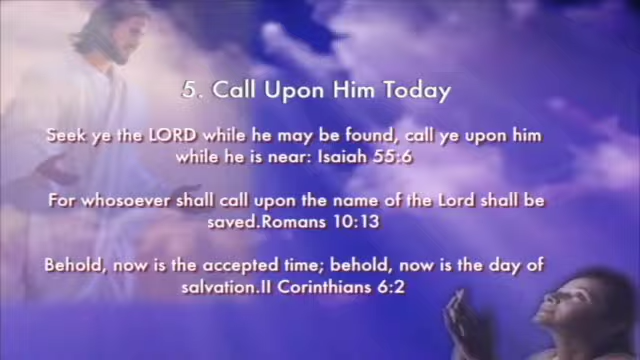 5. Call Upon Him Today
Seek ye the LORD while he may be found, call ye upon him
while he is near: Isaiah 55:6
For whosoever shall call upon the name of the Lord shall be
saved.Romans 10:13
Behold, now is the accepted time; behold, now is the day of
salvation.II Corinthians 6:2